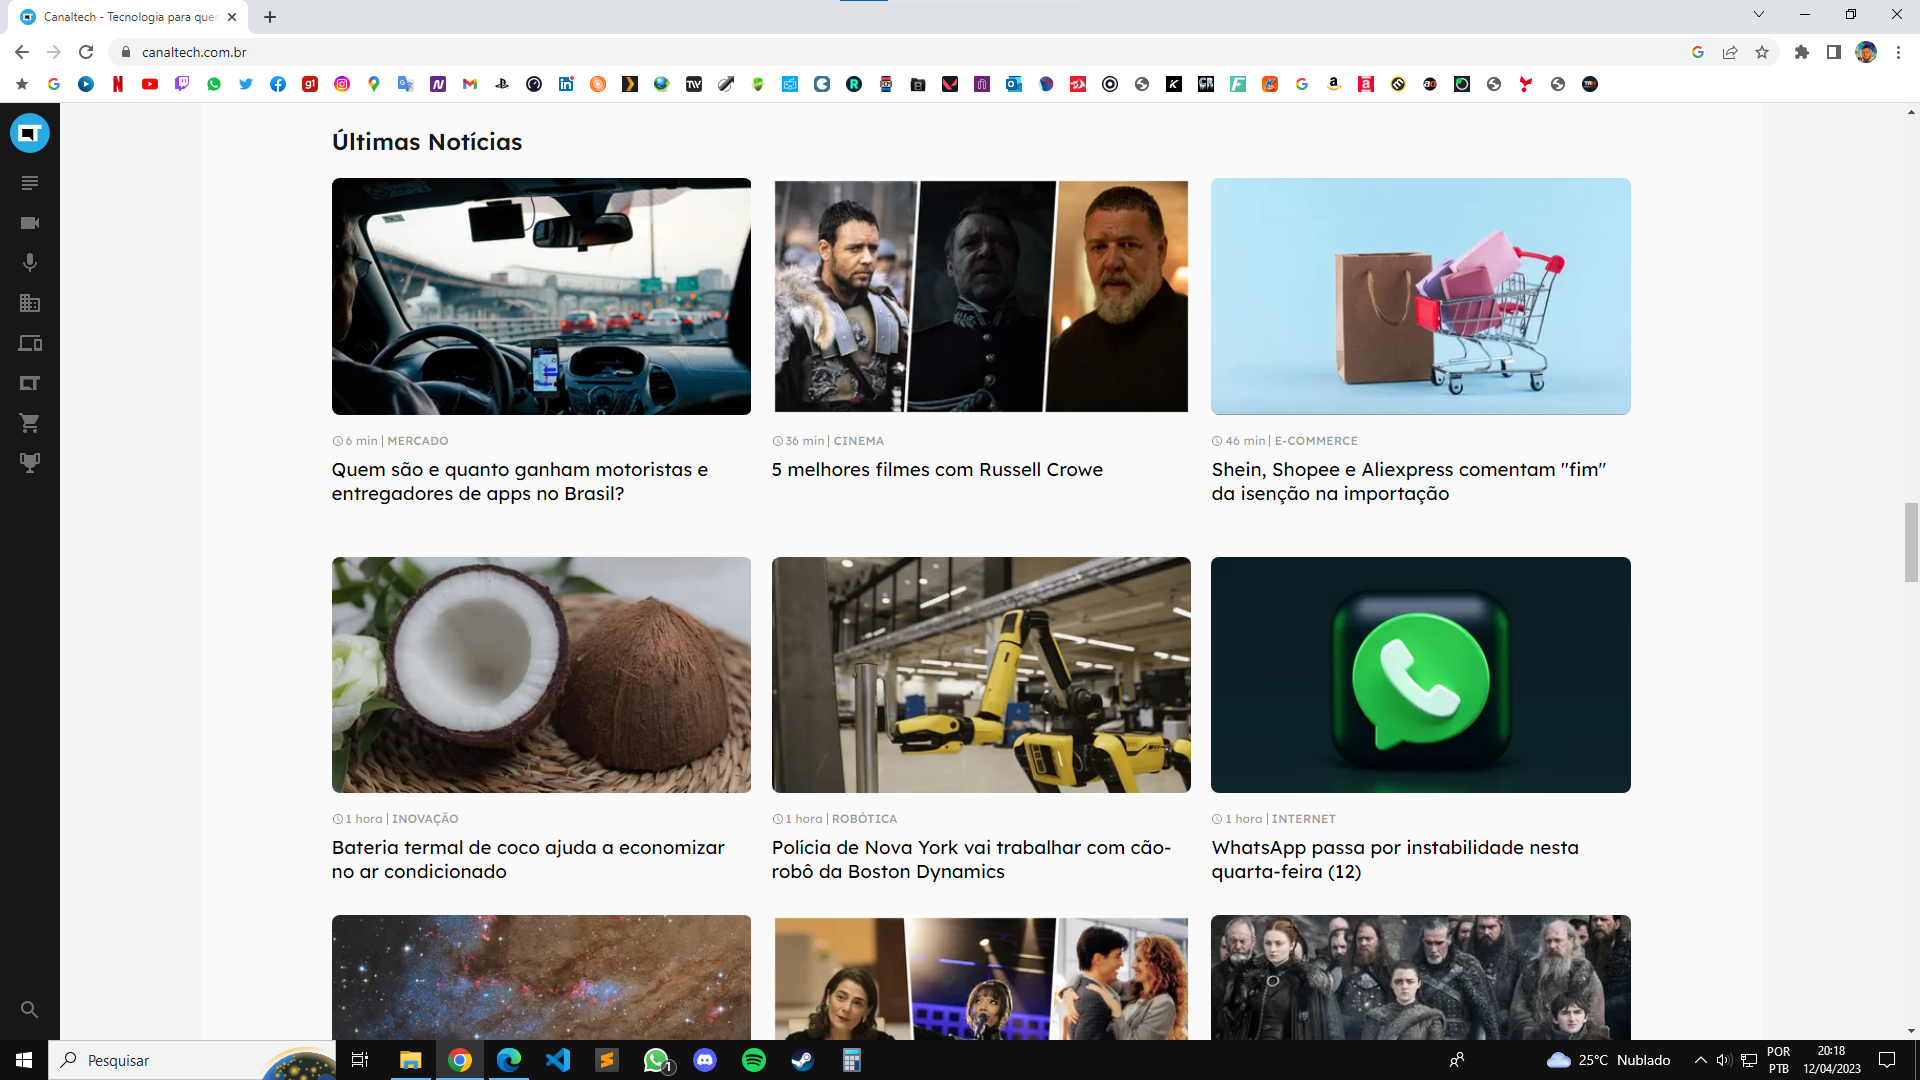 Canaltech - Tecnologia para que
canaltech.com.br
Últimas Notícias
6 min | MERCADO
Quem são e quanto ganham motoristas e
entregadores de apps no Brasil?
36 min | CINEMA
5 melhores filmes com Russell Crowe
46 min | E-COMMERCE
Shein, Shopee e Aliexpress comentam "fim"
da isenção na importação
1 hora | INOVAÇÃO
Bateria termal de coco ajuda a economizar
no ar condicionado
1 hora | ROBÓTICA
Polícia de Nova York vai trabalhar com cão-
robô da Boston Dynamics
1 hora | INTERNET
WhatsApp passa por instabilidade nesta
quarta-feira (12)
Pesquisar
1
25°C Nublado
POR
PTB
20:18
12/04/2023